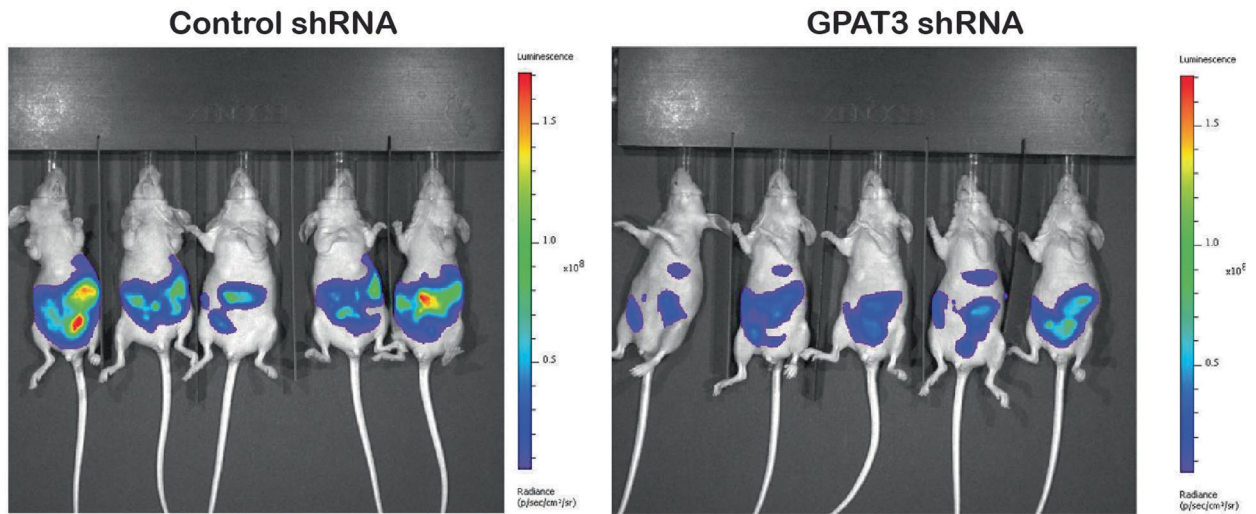 Control shRNA
GPAT3 shRNA
Luminescence
1.5
1.0
x10⁸
0.5
Radiance
(p/sec/cm²/sr)
Luminescence
1.5
1.0
x10⁸
0.5
Radiance
(p/sec/cm²/sr)